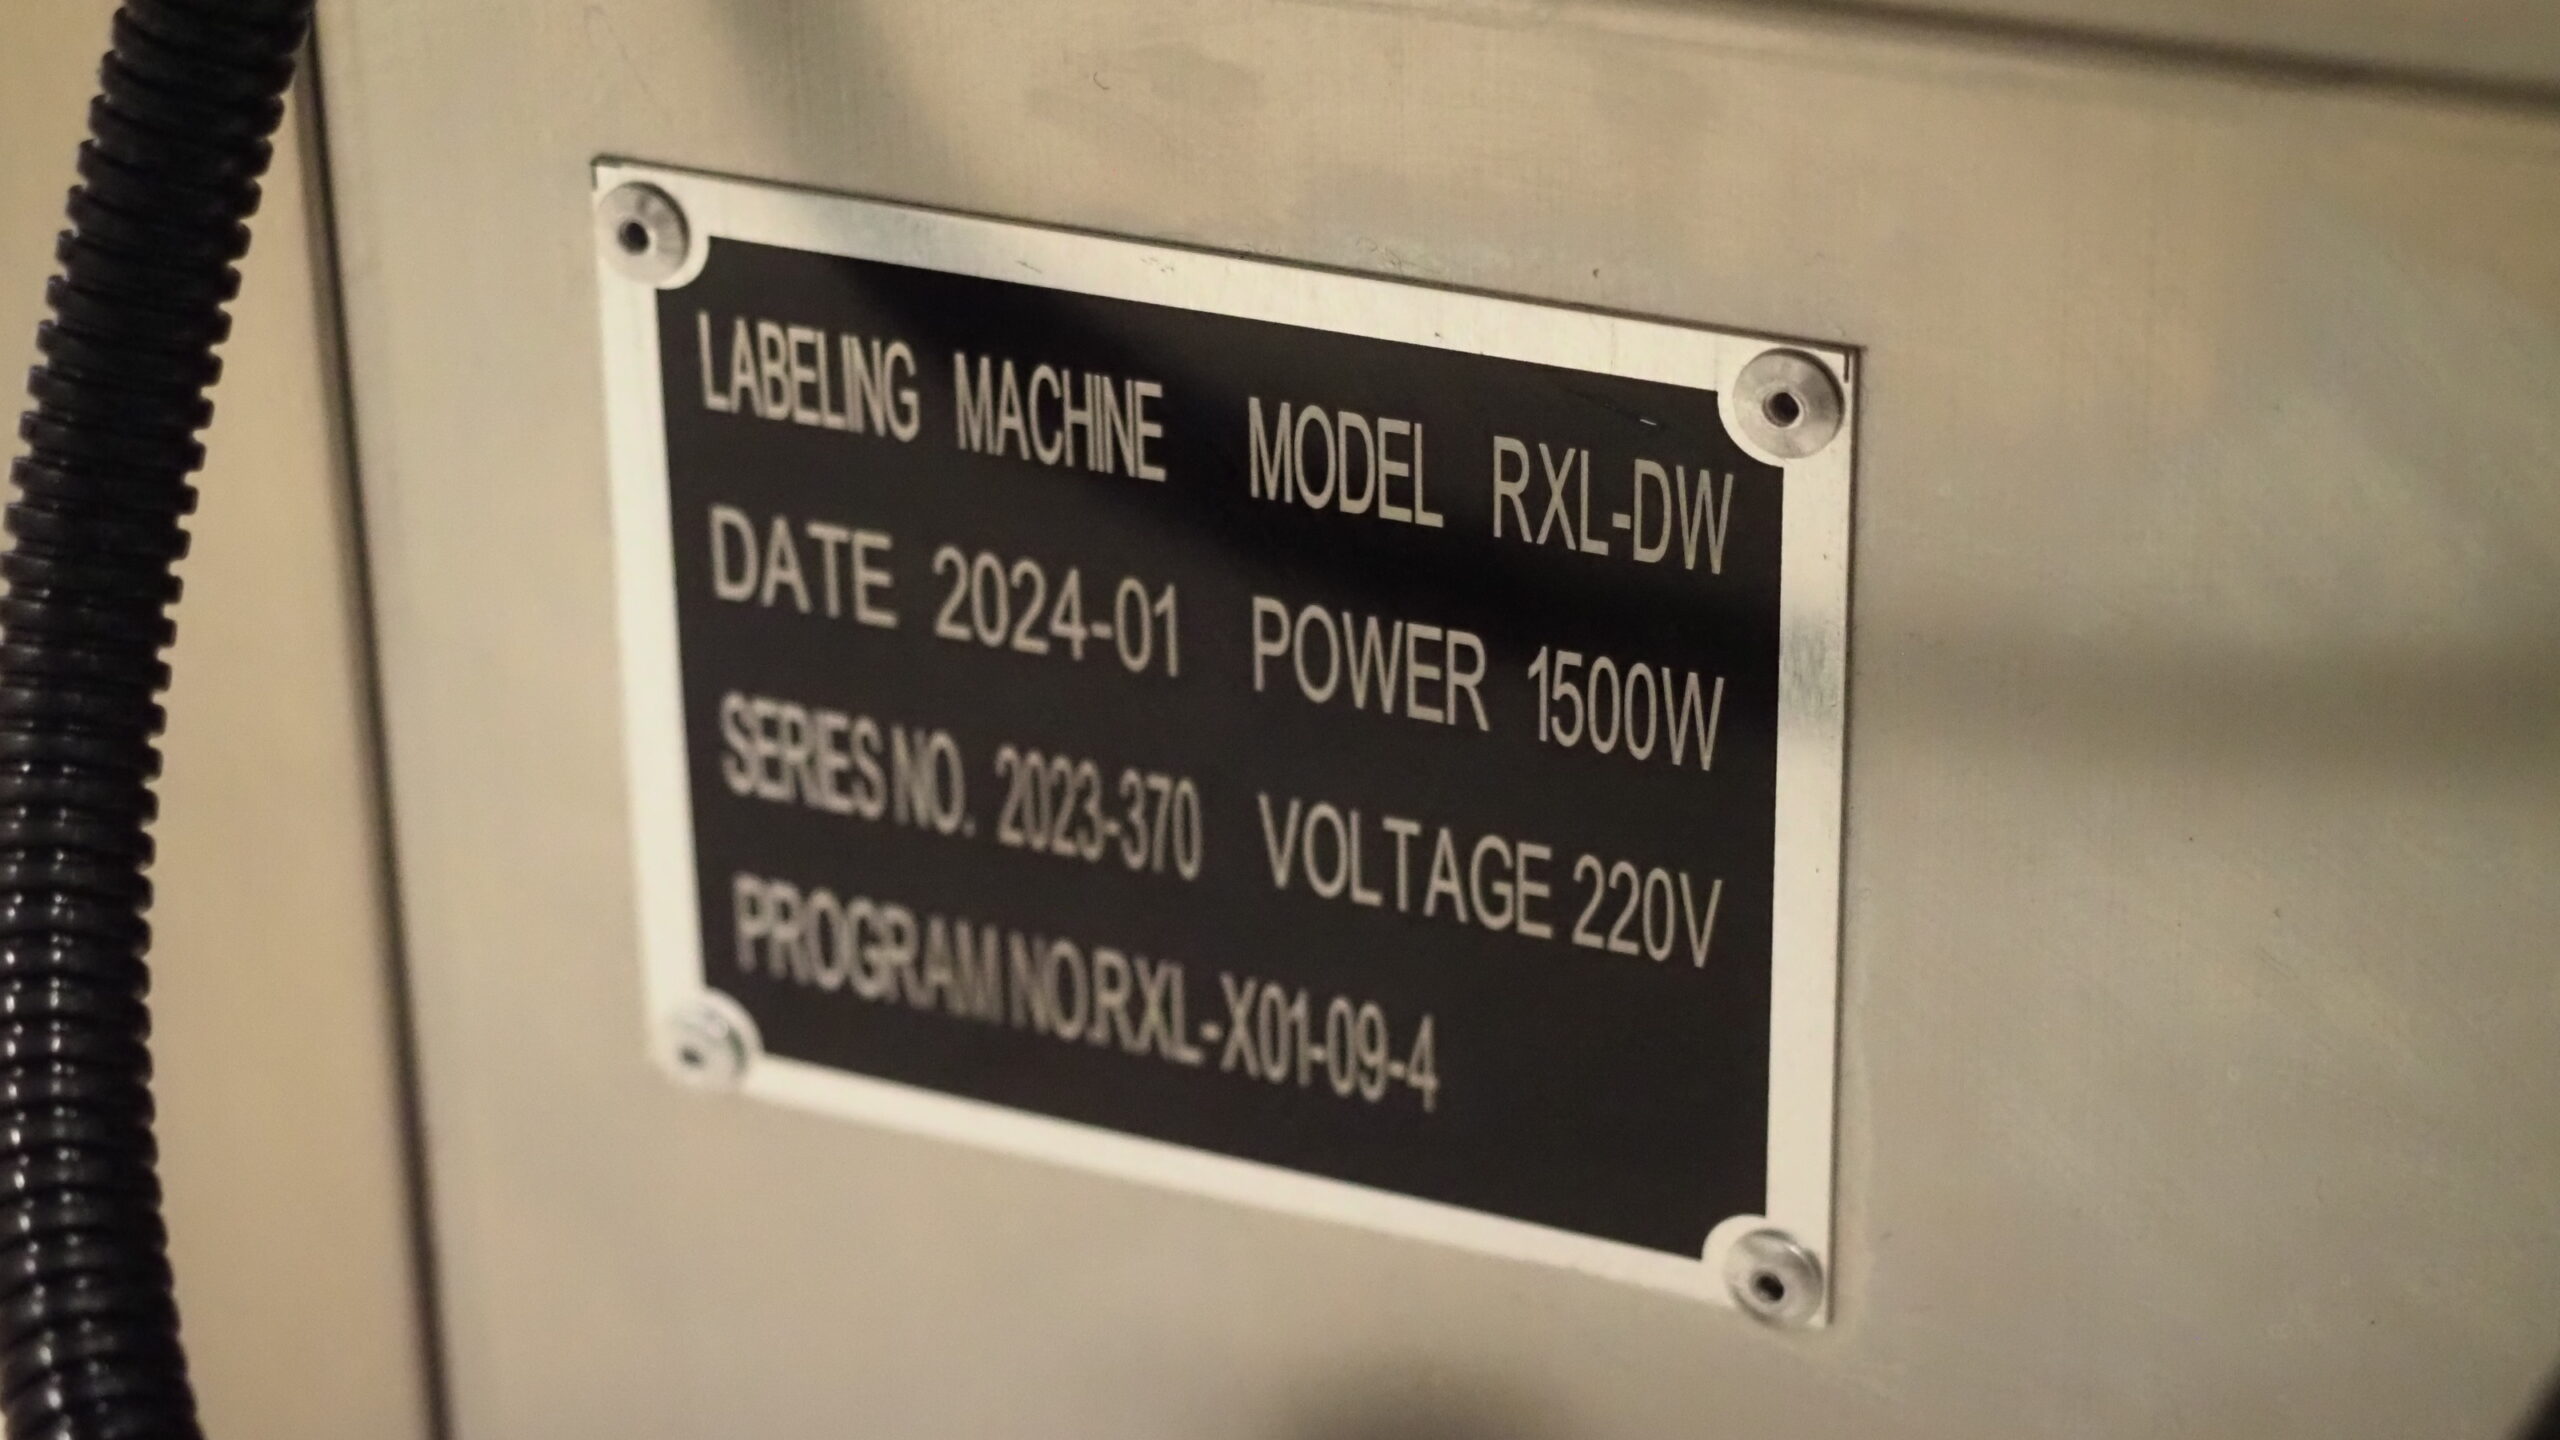 LABELING MACHINE MODEL RXL-DW
DATE 2024-01 POWER 1500W
SERIES NO. 2023-370 VOLTAGE 220V
PROGRAM NO.RXL-X01-09-4